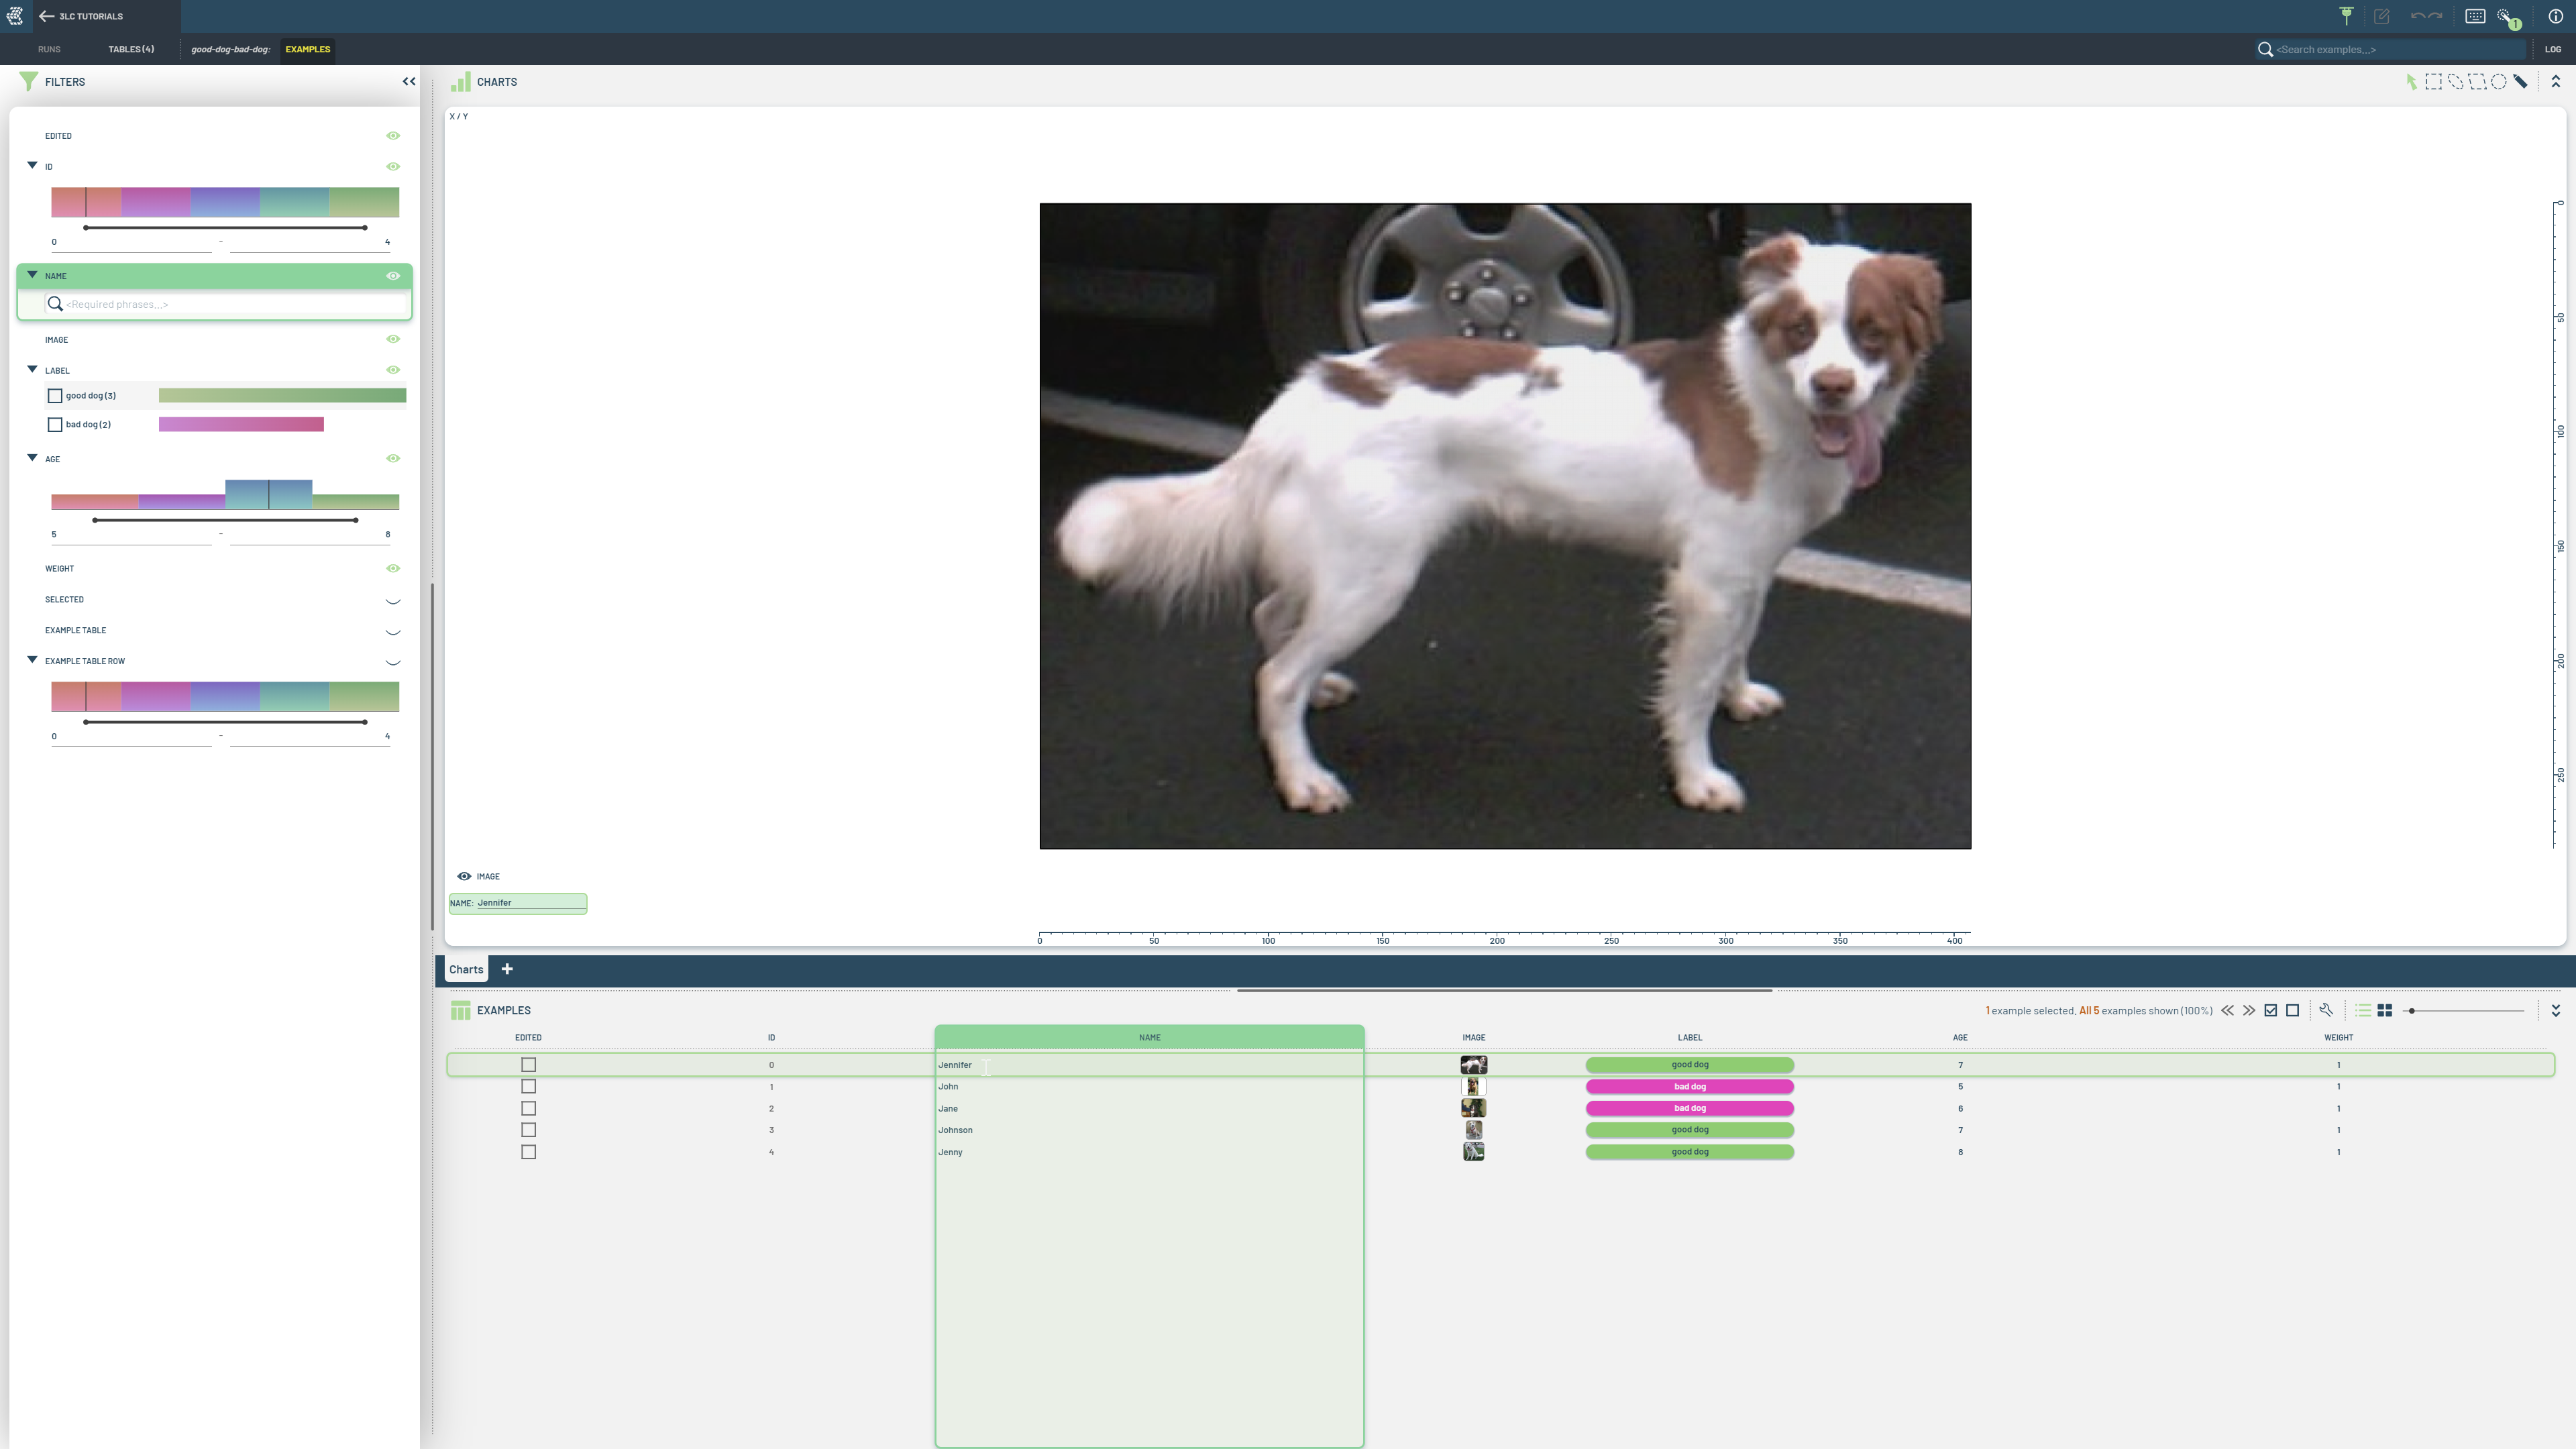 3LC TUTORIALS
1
RUNS TABLES (4) good-dog-bad-dog: EXAMPLES <Search examples...> LOG
FILTERS
CHARTS
EDITED
ID
0 - 4
NAME
<Required phrases...>
IMAGE
LABEL
good dog (3)
bad dog (2)
AGE
5 - 8
WEIGHT
SELECTED
EXAMPLE TABLE
EXAMPLE TABLE ROW
0 - 4
X / Y
0
50
100
150
200
250
IMAGE
NAME: Jennifer
0 50 100 150 200 250 300 350 400
Charts
EXAMPLES
1 example selected. All 5 examples shown (100%)
EDITED ID NAME IMAGE LABEL AGE WEIGHT
0 Jennifer good dog 7 1
1 John bad dog 5 1
2 Jane bad dog 6 1
3 Johnson good dog 7 1
4 Jenny good dog 8 1